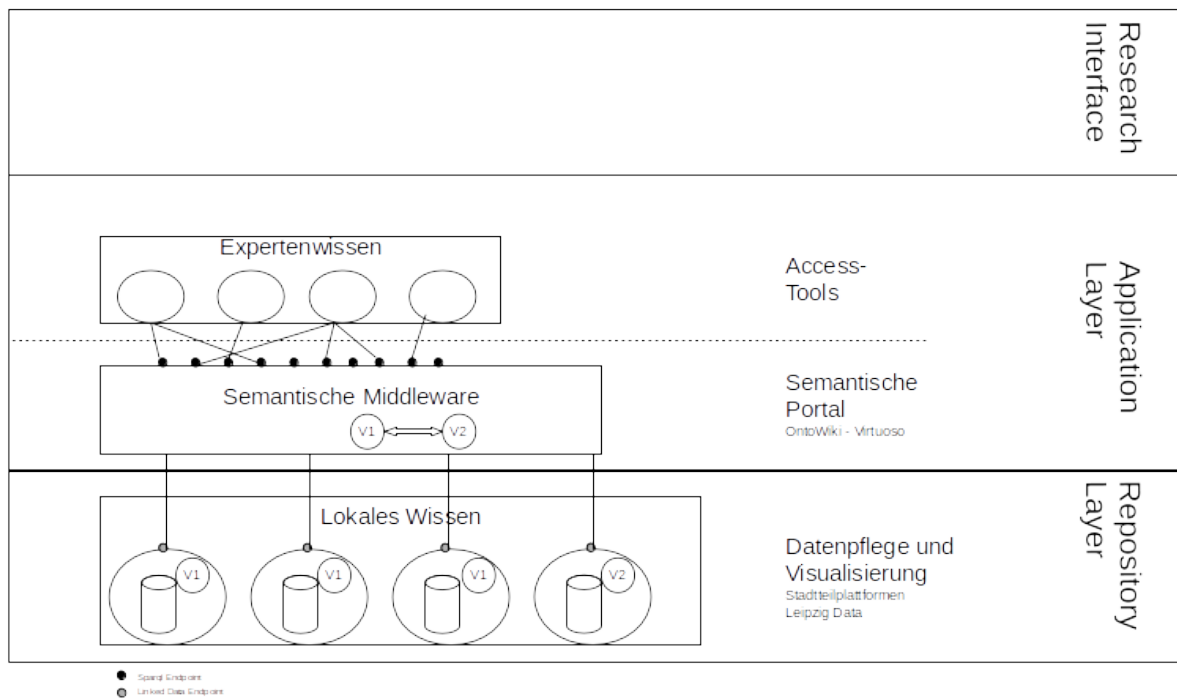 Research
Interface
Expertenwissen
Access-
Tools
Application
Layer
Semantische Middleware
V1
V2
Semantische
Portal
OntoWiki - Virtuoso
Lokales Wissen
V1
V1
V1
V2
Datenpflege und
Visualisierung
Stadtteilplattformen
Leipzig Data
Repository
Layer
Sparql Endpoint
Linked Data Endpoint